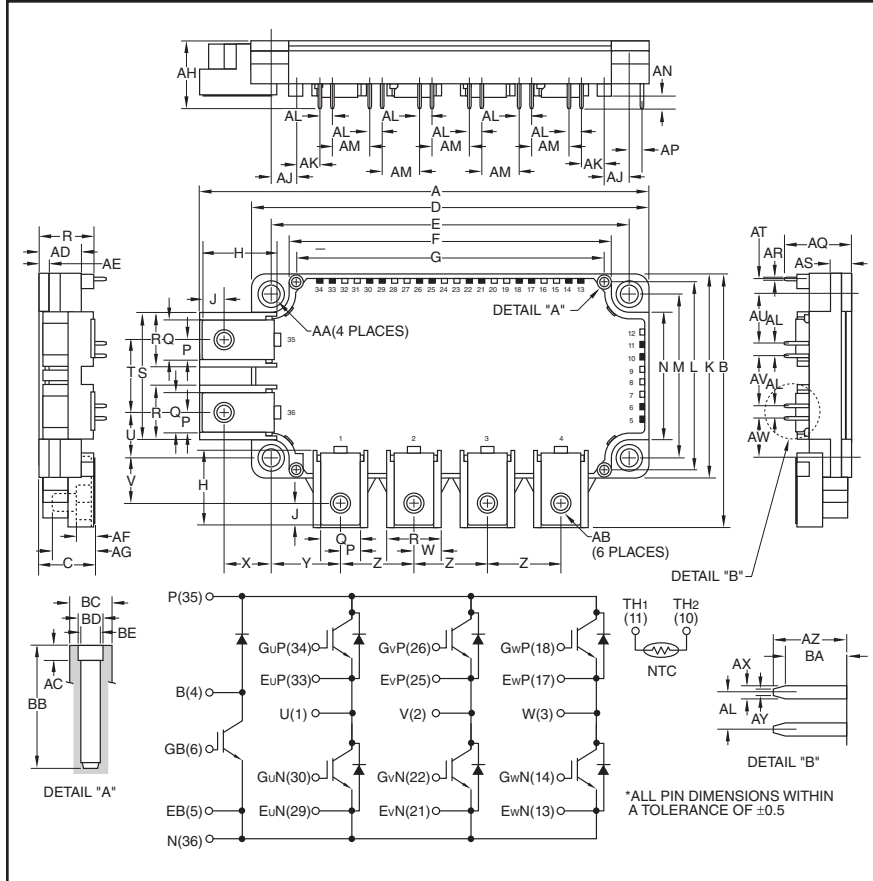 AH
AN
AL AL AL AL
AL AL AL
AM AM AP
AK AM AM AK
AJ AJ
A
D
E
F
G
R
AD
AE
H
J
AT
AQ
AR
AS
34 33 32 31 30 29 28 27 26 25 24 23 22 21 20 19 18 17 16 15 14 13
DETAIL "A"
AA(4 PLACES)
R Q P
35
T S
R Q P
36
U
V
12
11
10
9
8
7
6
5
N M L K B
AU AL
AV AL
AW
1 2 3 4
H
J
Q
P
R
W
AB
(6 PLACES)
AF
AG
C
X Y Z Z Z
DETAIL "B"
BC
BD
BE
AC
BB
DETAIL "A"
P(35)
GUP(34) GVP(26) GWP(18)
EUP(33) EVP(25) EWP(17)
B(4)
U(1) V(2) W(3)
GB(6)
GUN(30) GVN(22) GWN(14)
EB(5) EUN(29) EVN(21) EWN(13)
N(36)
TH1 TH2
(11) (10)
NTC
AZ
BA
AX
AL
AY
DETAIL "B"
*ALL PIN DIMENSIONS WITHIN
A TOLERANCE OF ±0.5